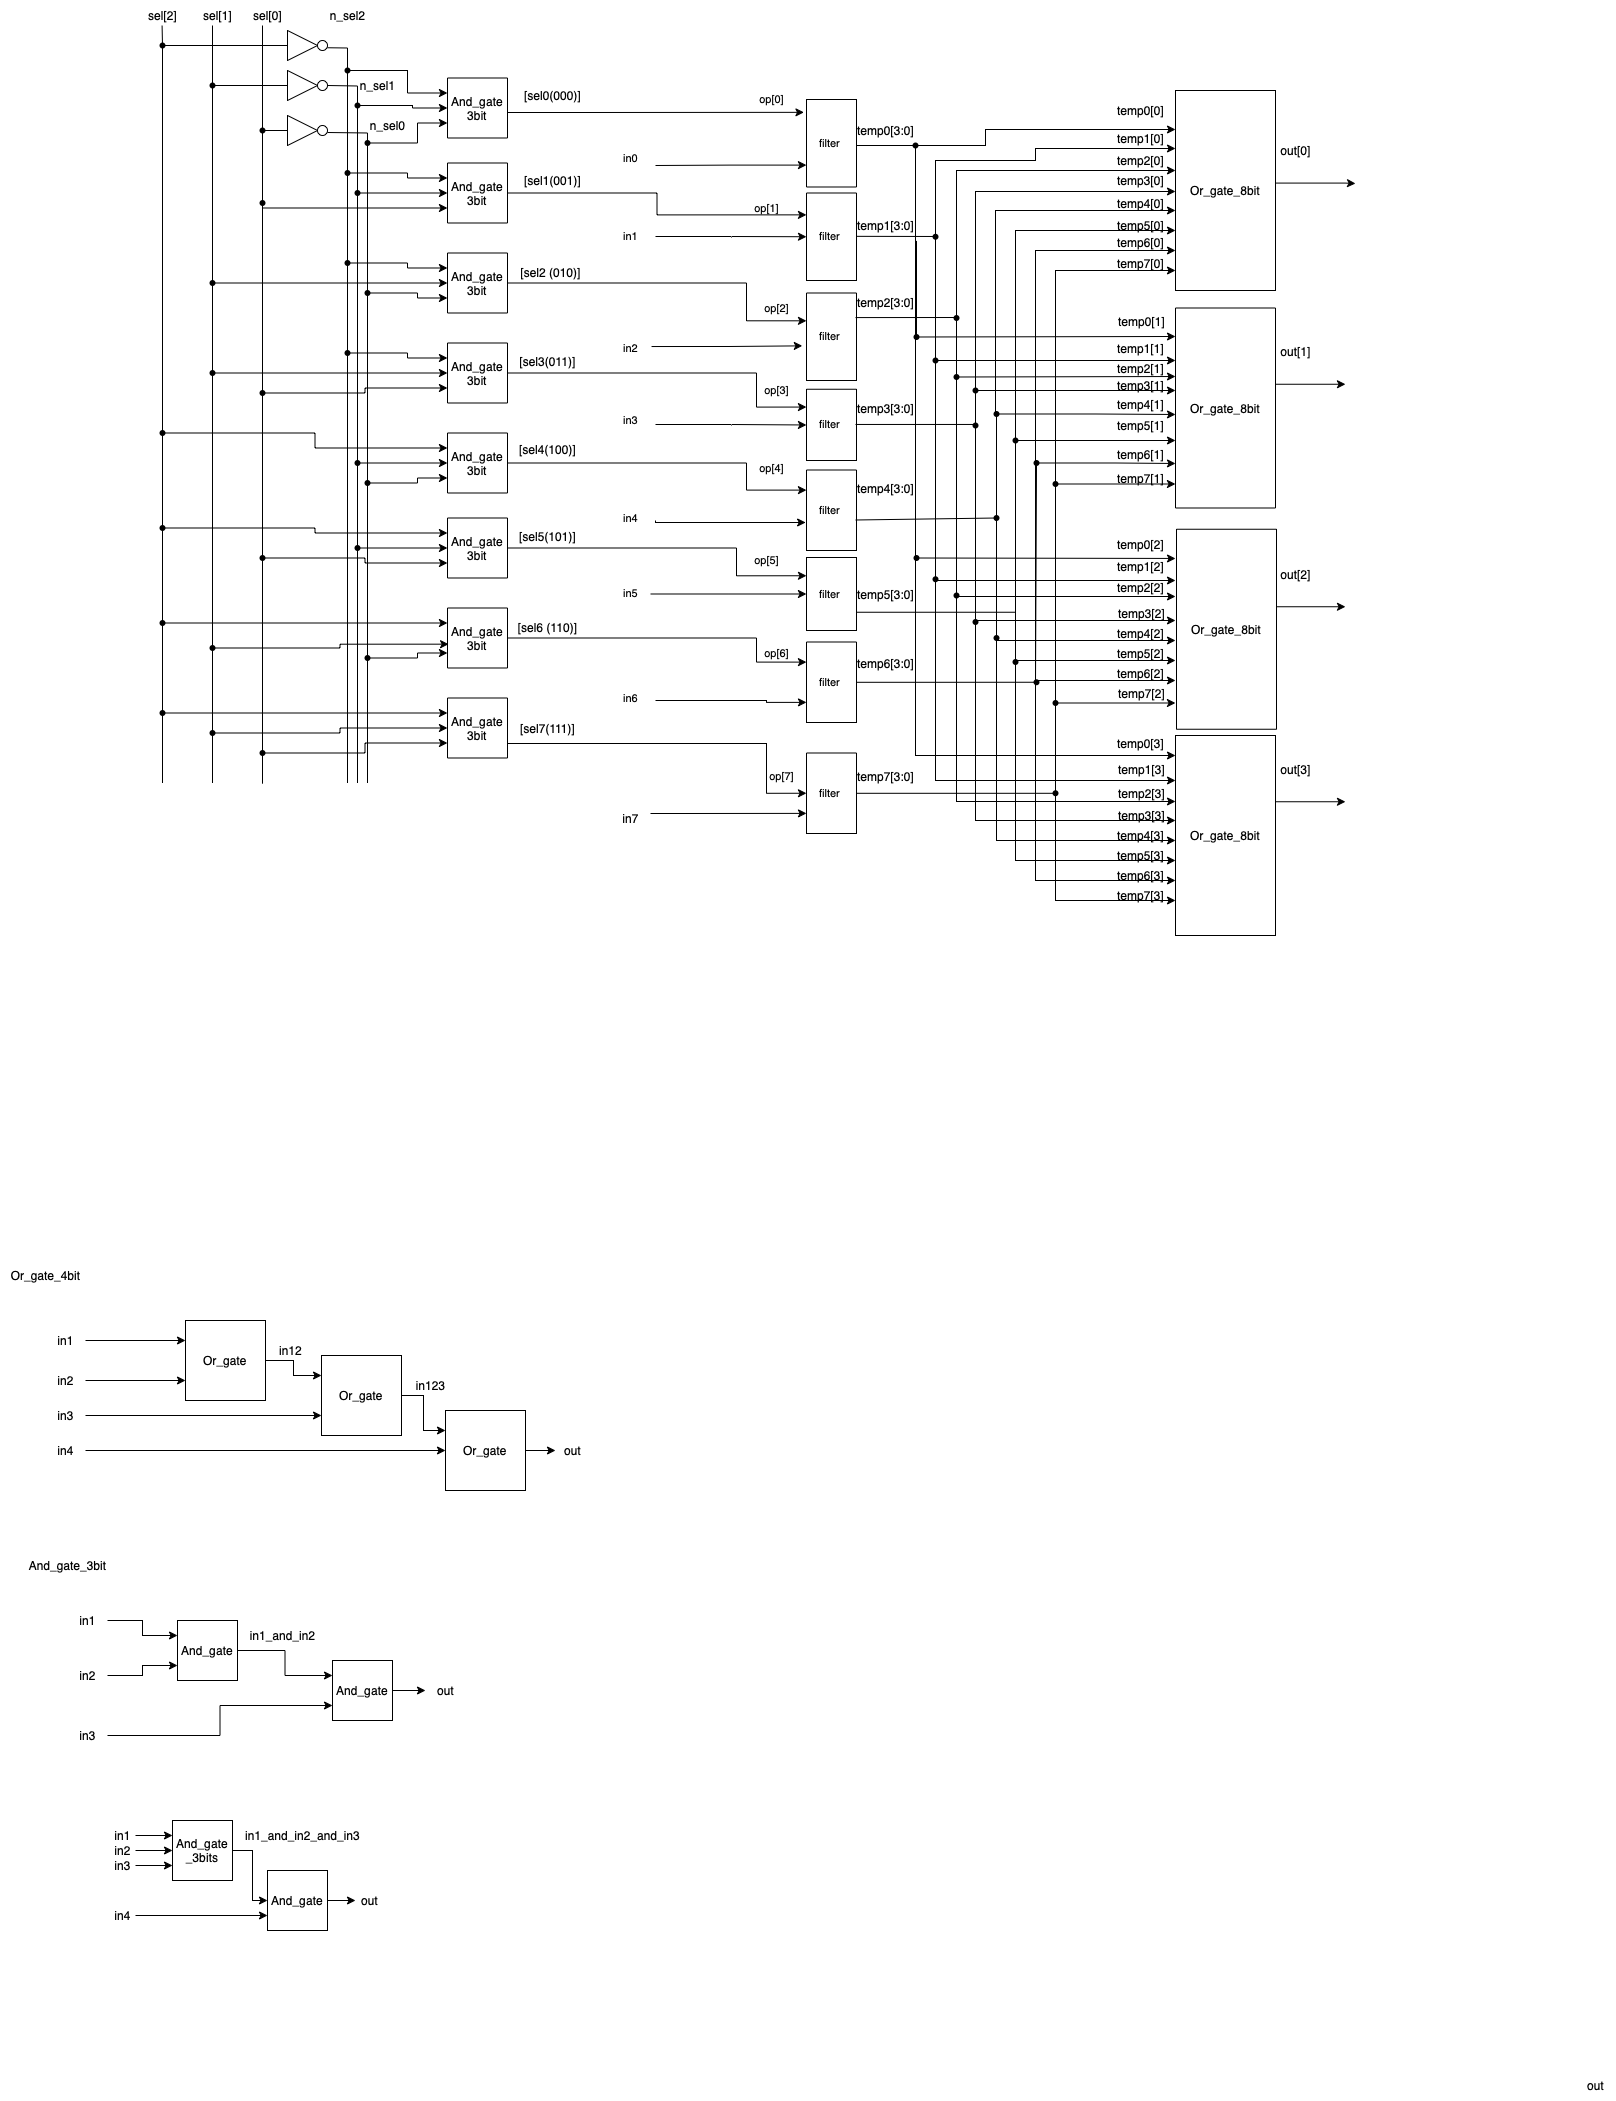 sel[2] sel[1] sel[0] n_sel2
n_sel1
n_sel0
And_gate
3bit
[sel0(000)]
op[0]
in0
filter
temp0[3:0]
And_gate
3bit
[sel1(001)]
op[1]
in1
filter
temp1[3:0]
And_gate
3bit
[sel2 (010)]
op[2]
in2
filter
temp2[3:0]
And_gate
3bit
[sel3(011)]
op[3]
in3
filter
temp3[3:0]
And_gate
3bit
[sel4(100)]
op[4]
in4
filter
temp4[3:0]
And_gate
3bit
[sel5(101)]
op[5]
in5
filter
temp5[3:0]
And_gate
3bit
[sel6 (110)]
op[6]
in6
filter
temp6[3:0]
And_gate
3bit
[sel7(111)]
op[7]
in7
filter
temp7[3:0]
temp0[0]
temp1[0]
temp2[0]
temp3[0]
temp4[0]
temp5[0]
temp6[0]
temp7[0]
Or_gate_8bit
out[0]
temp0[1]
temp1[1]
temp2[1]
temp3[1]
temp4[1]
temp5[1]
temp6[1]
temp7[1]
Or_gate_8bit
out[1]
temp0[2]
temp1[2]
temp2[2]
temp3[2]
temp4[2]
temp5[2]
temp6[2]
temp7[2]
Or_gate_8bit
out[2]
temp0[3]
temp1[3]
temp2[3]
temp3[3]
temp4[3]
temp5[3]
temp6[3]
temp7[3]
Or_gate_8bit
out[3]
Or_gate_4bit
in1
in2
in3
in4
Or_gate
in12
Or_gate
in123
Or_gate
out
And_gate_3bit
in1
in2
in3
And_gate
in1_and_in2
And_gate
out
in1
in2
in3
in4
And_gate
_3bits
in1_and_in2_and_in3
And_gate
out
out